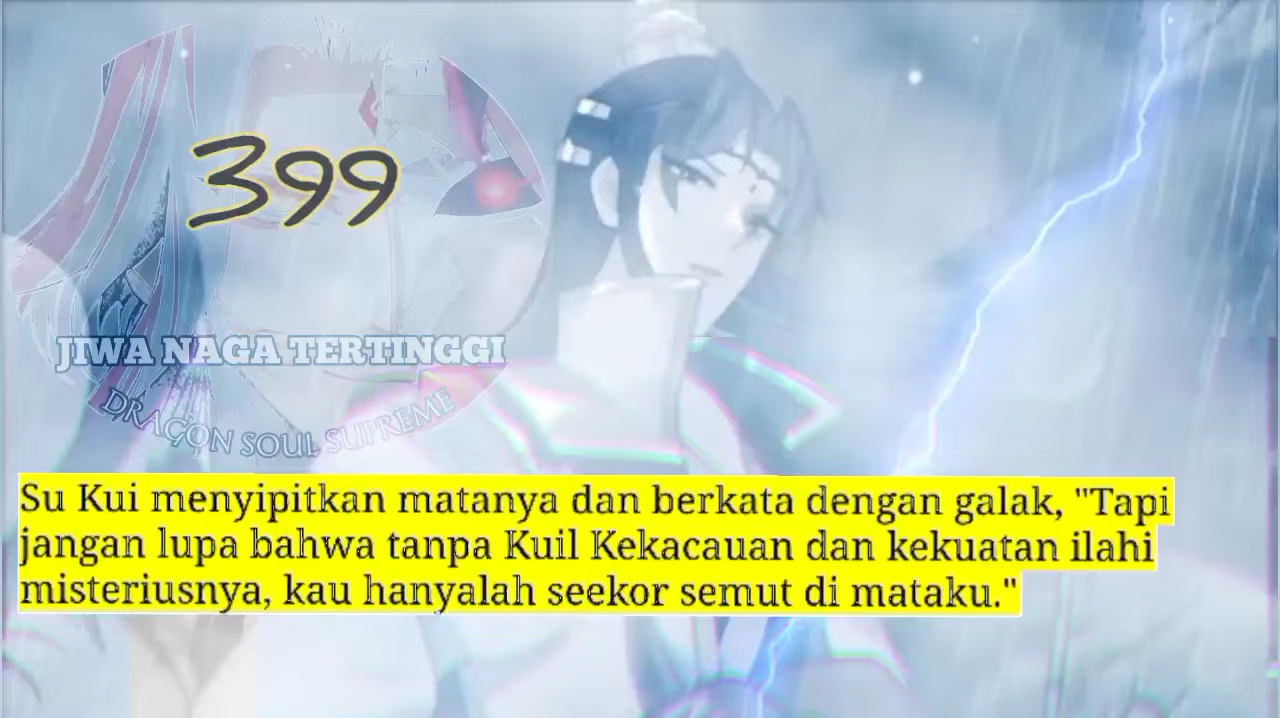 399
JIWA NAGA TERTINGGI
DRAGON SOUL SUPREME
Su Kui menyipitkan matanya dan berkata dengan galak, "Tapi
jangan lupa bahwa tanpa Kuil Kekacauan dan kekuatan ilahi
misteriusnya, kau hanyalah seekor semut di mataku."